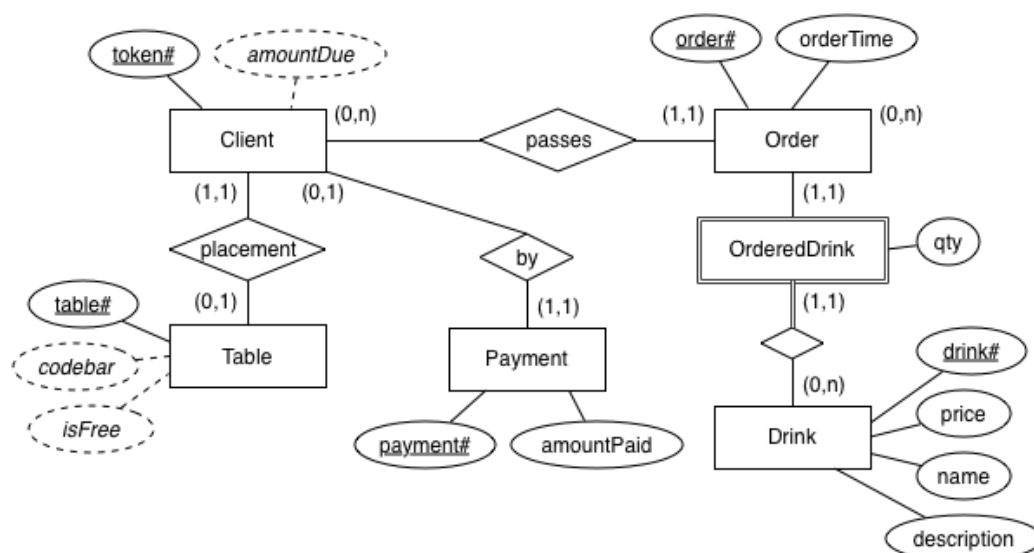 token#
amountDue
order#
orderTime
(0,n)
(1,1)
(0,n)
Client
passes
Order
(1,1)
(0,1)
(1,1)
placement
by
OrderedDrink
qty
(0,1)
(1,1)
(1,1)
table#
Table
Payment
codebar
drink#
isFree
(0,n)
price
payment#
amountPaid
Drink
name
description